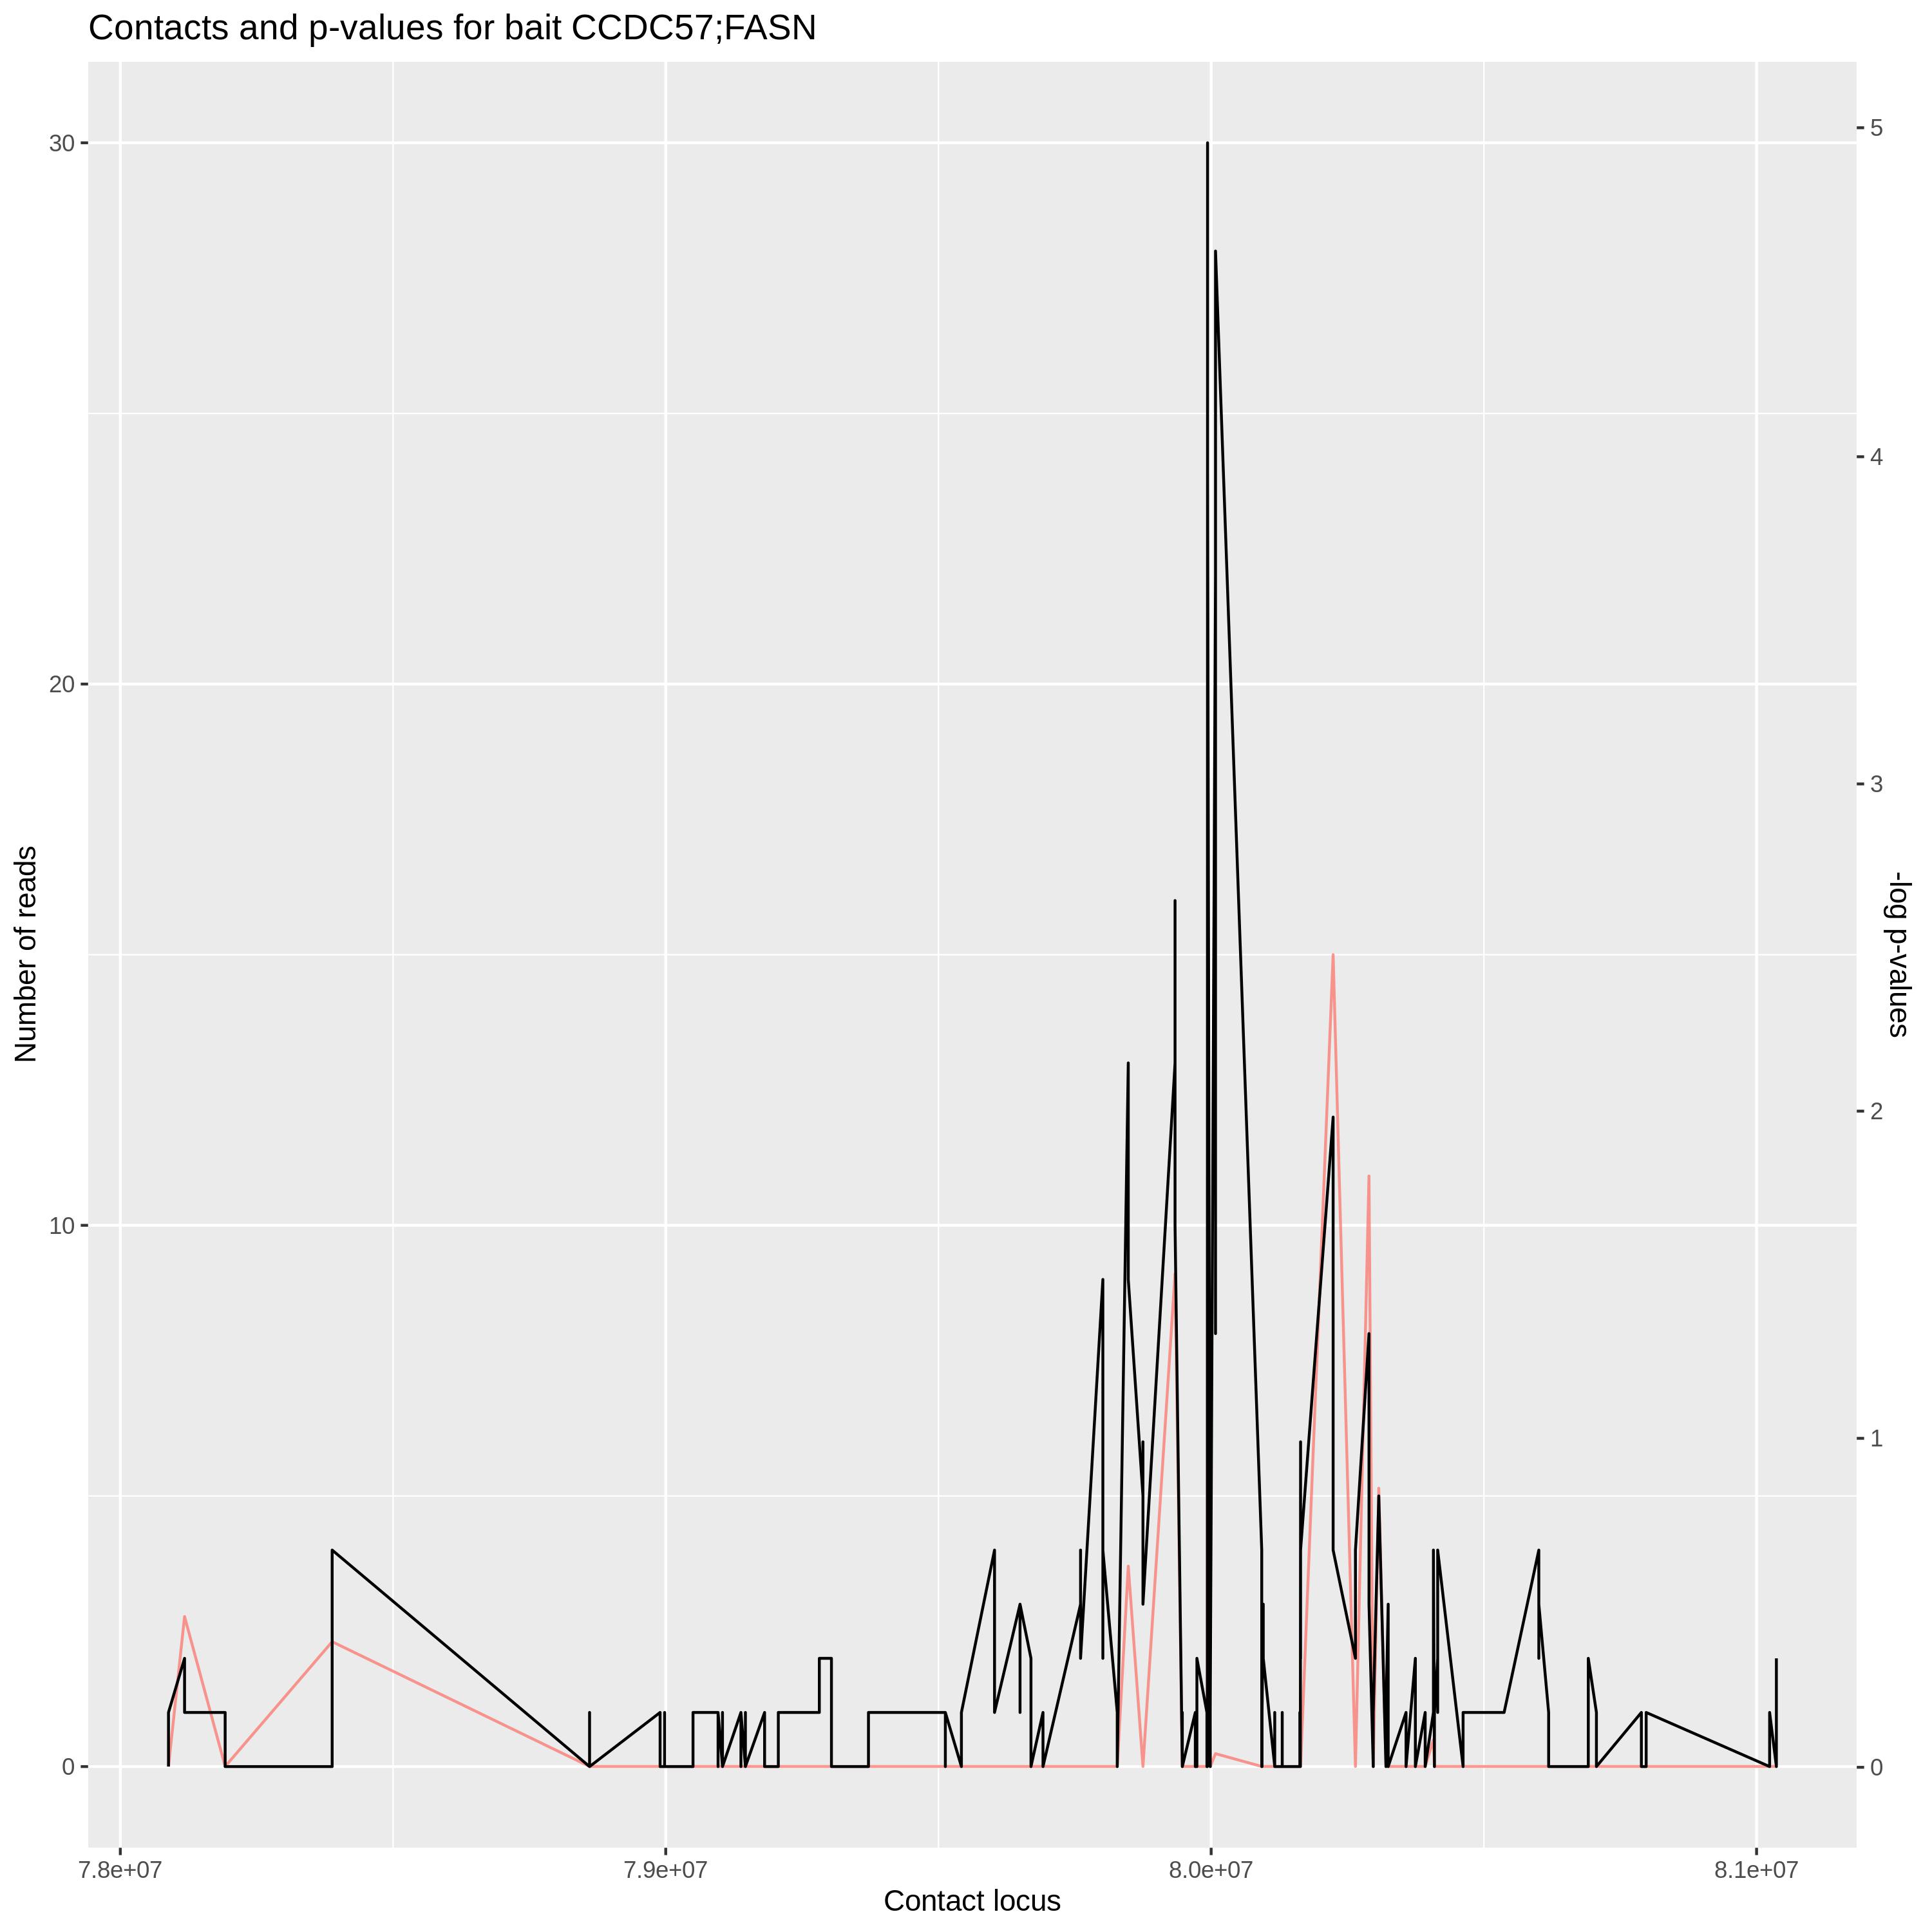 Contacts and p-values for bait CCDC57;FASN
30
20
10
0
Number of reads
5
4
3
2
1
0
-log p-values
7.8e+07 7.9e+07 8.0e+07 8.1e+07
Contact locus